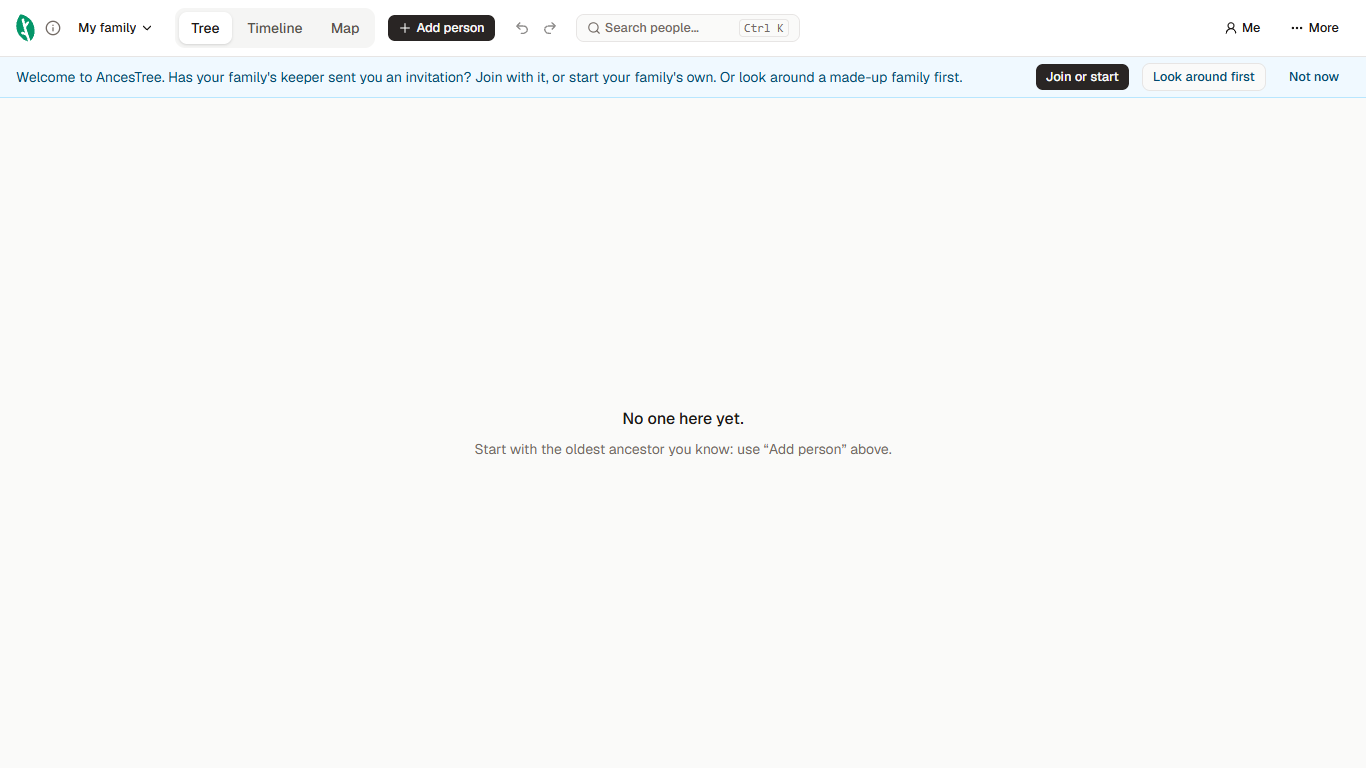 My family
Tree
Timeline
Map
Add person
Search people...
Ctrl K
Me
More
Welcome to AncesTree. Has your family's keeper sent you an invitation? Join with it, or start your family's own. Or look around a made-up family first.
Join or start
Look around first
Not now
No one here yet.
Start with the oldest ancestor you know: use “Add person” above.